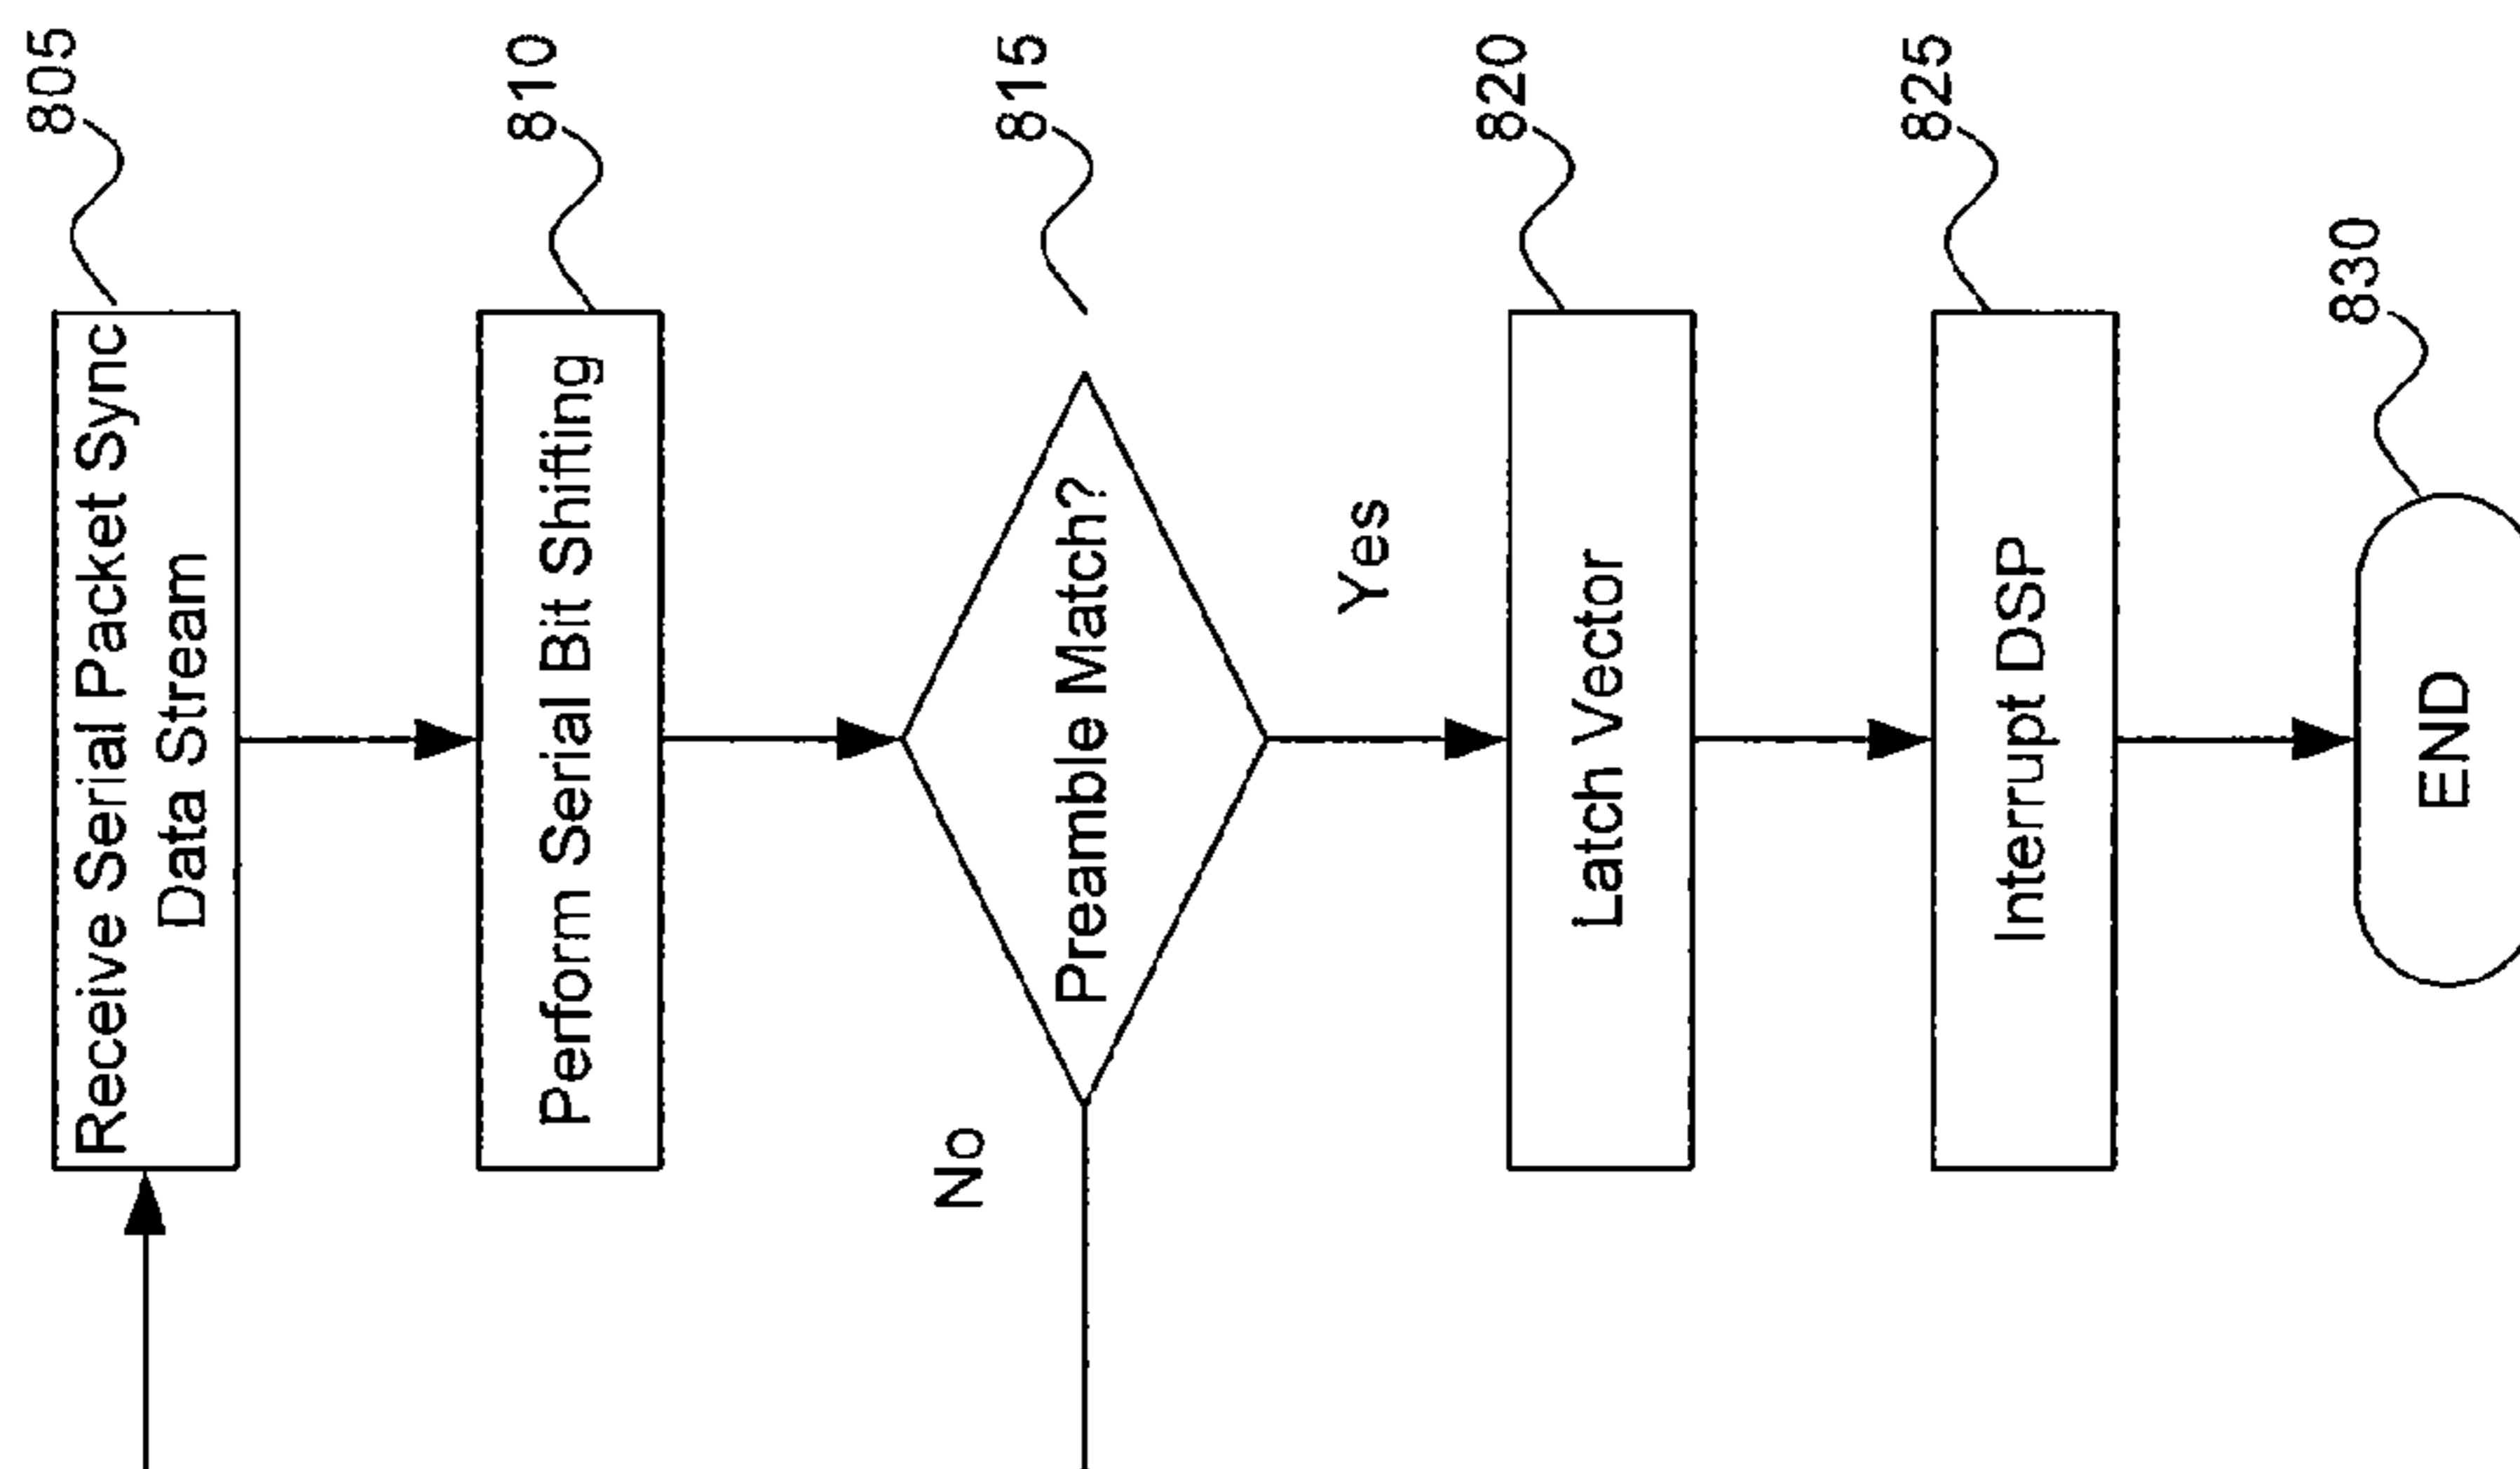 805
Receive Serial Packet Sync
Data Stream
810
Perform Serial Bit Shifting
815
Preamble Match?
No
Yes
820
Latch Vector
825
Interrupt DSP
830
END